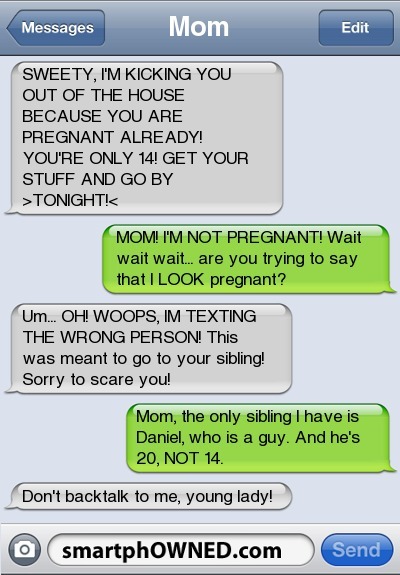 Messages
Mom
Edit
SWEETY, I'M KICKING YOU
OUT OF THE HOUSE
BECAUSE YOU ARE
PREGNANT ALREADY!
YOU'RE ONLY 14! GET YOUR
STUFF AND GO BY
>TONIGHT!<
MOM! I'M NOT PREGNANT! Wait
wait wait... are you trying to say
that I LOOK pregnant?
Um... OH! WOOPS, IM TEXTING
THE WRONG PERSON! This
was meant to go to your sibling!
Sorry to scare you!
Mom, the only sibling I have is
Daniel, who is a guy. And he's
20, NOT 14.
Don't backtalk to me, young lady!
smartphOWNED.com
Send